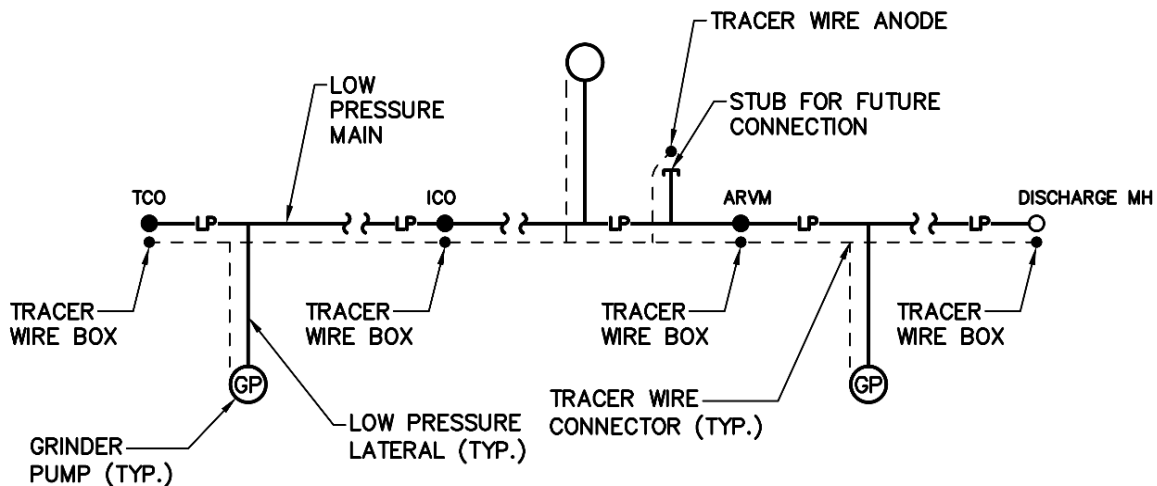 TRACER WIRE ANODE
LOW
PRESSURE
MAIN
STUB FOR FUTURE
CONNECTION
TCO
ICO
ARVM
DISCHARGE MH
LP
LP
LP
LP
LP
TRACER
WIRE BOX
TRACER
WIRE BOX
TRACER
WIRE BOX
TRACER
WIRE BOX
GP
GP
TRACER WIRE
CONNECTOR (TYP.)
LOW PRESSURE
LATERAL (TYP.)
GRINDER
PUMP (TYP.)